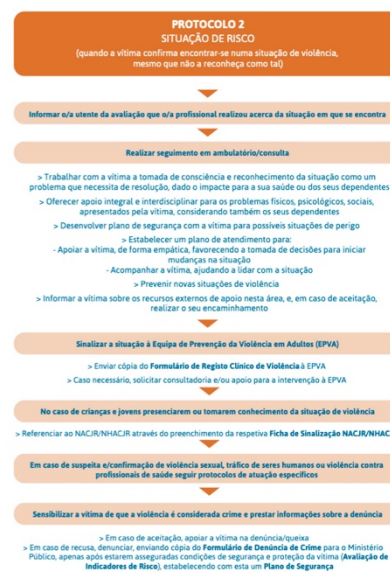 PROTOCOLO 2
SITUAÇÃO DE RISCO
(quando a vítima confirma encontrar-se numa situação de violência,
mesmo que não a reconheça como tal)
Informar o/a utente da avaliação que o/a profissional realizou acerca da situação em que se encontra
Realizar seguimento em ambulatório/consulta
> Trabalhar com a vítima a tomada de consciência e reconhecimento da situação como um
problema que necessita de resolução, dado o impacte para a sua saúde ou dos seus dependentes
> Oferecer apoio integral e interdisciplinar para os problemas físicos, psicológicos, sociais,
apresentados pela vítima, considerando também os seus dependentes
> Desenvolver plano de segurança com a vítima para possíveis situações de perigo
> Estabelecer um plano de atendimento para:
- Apoiar a vítima, de forma empática, favorecendo a tomada de decisões para iniciar
mudanças na situação
- Acompanhar a vítima, ajudando a lidar com a situação
> Prevenir novas situações de violência
> Informar a vítima sobre os recursos externos de apoio nesta área, e, em caso de aceitação,
realizar o seu encaminhamento
Sinalizar a situação à Equipa de Prevenção da Violência em Adultos (EPVA)
> Enviar cópia do Formulário de Registo Clínico de Violência à EPVA
> Caso necessário, solicitar consultadoria e/ou apoio para a intervenção à EPVA
No caso de crianças e jovens presenciarem ou tomarem conhecimento da situação de violência
> Referenciar ao NACJR/NHACJR através do preenchimento da respetiva Ficha de Sinalização NACJR/NHAC
Em caso de suspeita e/confirmação de violência sexual, tráfico de seres humanos ou violência contra
profissionais de saúde seguir protocolos de atuação específicos
Sensibilizar a vítima de que a violência é considerada crime e prestar informações sobre a denúncia
> Em caso de aceitação, apoiar a vítima na denúncia/queixa
> Em caso de recusa, denunciar, enviando cópia do Formulário de Denúncia de Crime para o Ministério
Público, apenas após estarem asseguradas condições de segurança e proteção da vítima (Avaliação de
Indicadores de Risco), estabelecendo com esta um Plano de Segurança